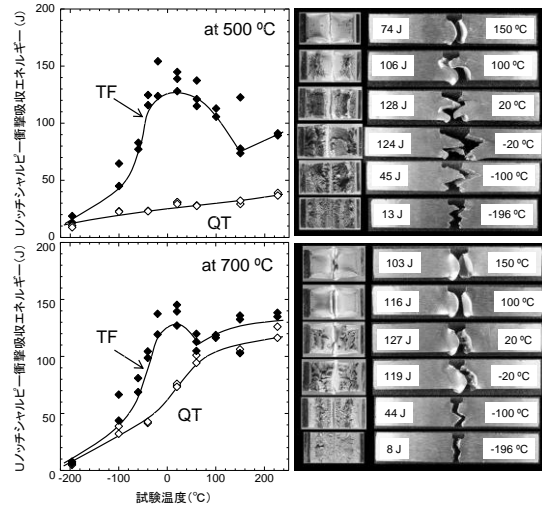 Uノッチシャルピー衝撃吸収エネルギー(J)
200
150
100
50
0
at 500 ºC
TF
QT
74 J 150 ºC
106 J 100 ºC
128 J 20 ºC
124 J -20 ºC
45 J -100 ºC
13 J -196 ºC
Uノッチシャルピー衝撃吸収エネルギー(J)
200
150
100
50
0
at 700 ºC
TF
QT
-200 -100 0 100 200
試験温度(℃)
103 J 150 ºC
116 J 100 ºC
127 J 20 ºC
119 J -20 ºC
44 J -100 ºC
8 J -196 ºC